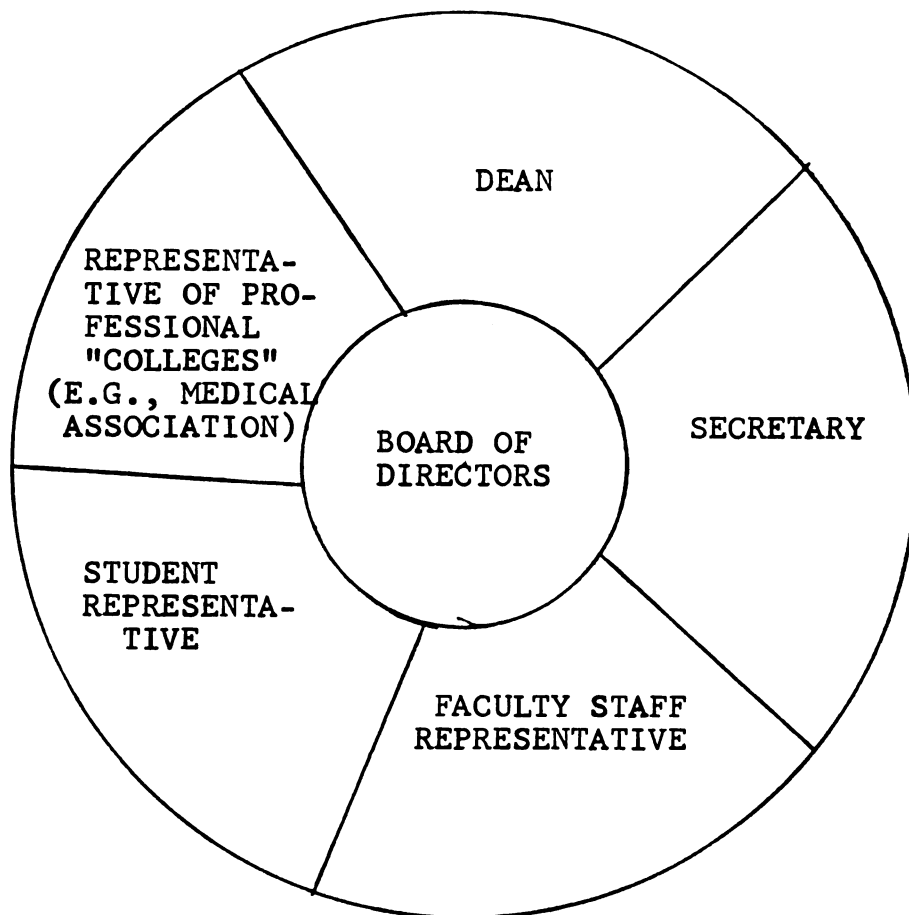 DEAN
REPRESENTA-
TIVE OF PRO-
FESSIONAL
"COLLEGES"
(E.G., MEDICAL
ASSOCIATION)
SECRETARY
BOARD OF
DIRECTORS
STUDENT
REPRESENTA-
TIVE
FACULTY STAFF
REPRESENTATIVE